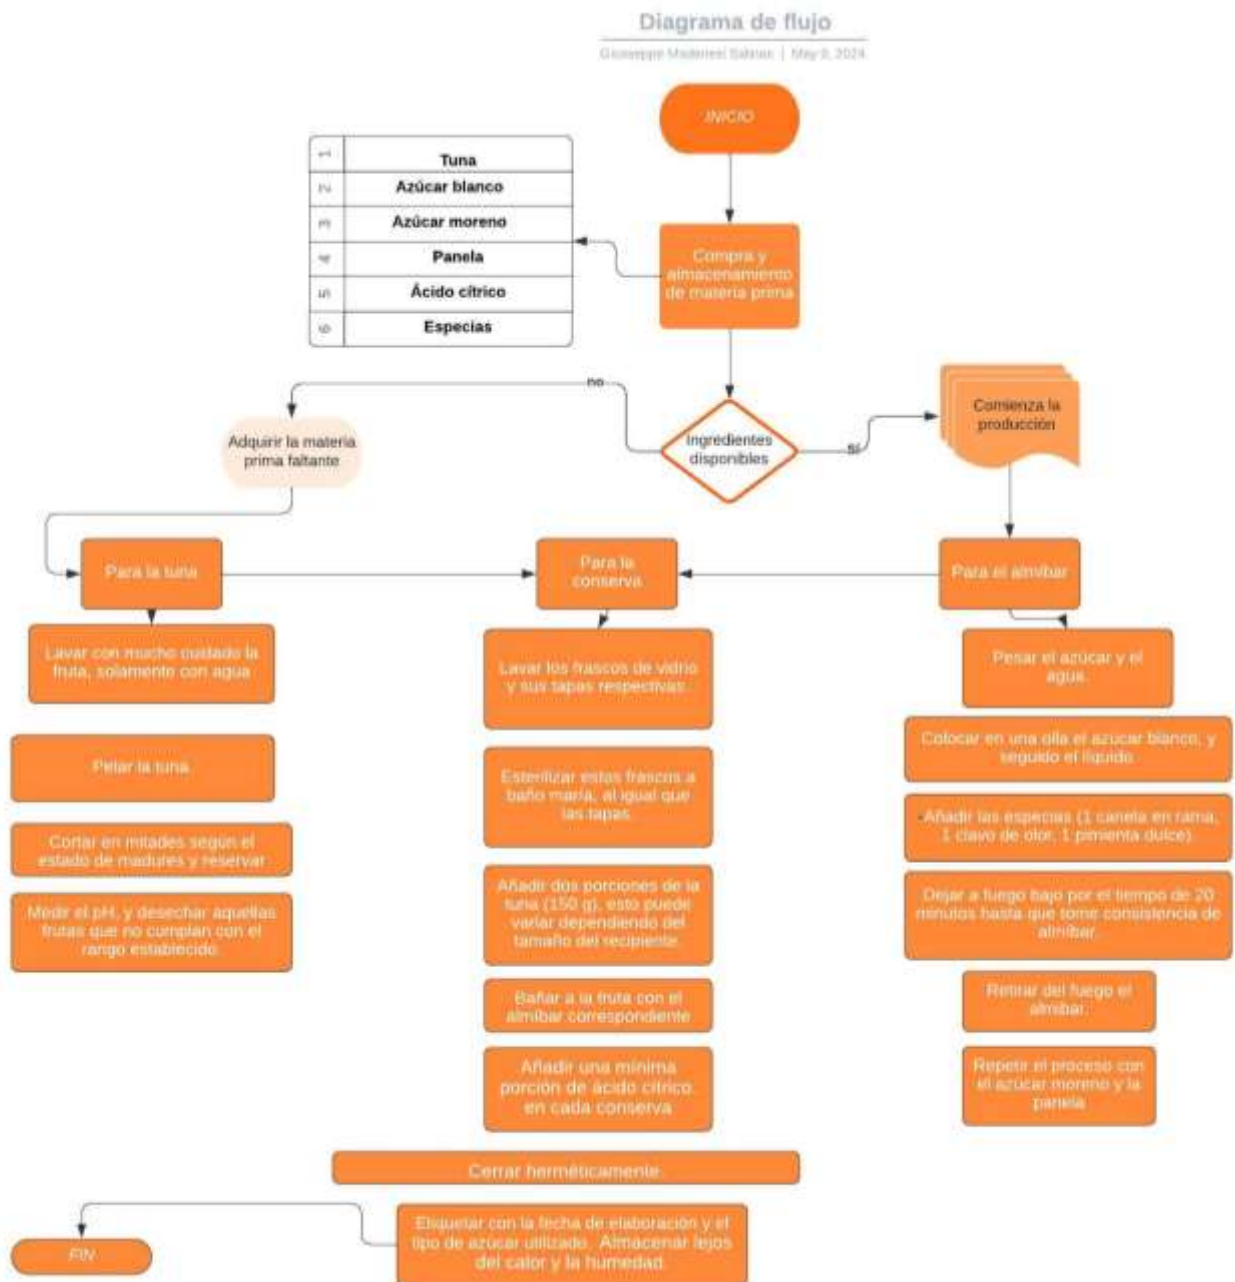 Diagrama de flujo
May 9, 2024
INICIO
1 Tuna
2 Azúcar blanco
3 Azúcar moreno
4 Panela
5 Ácido cítrico
6 Especias
Compra y
almacenamiento
de materia prima
no
Ingredientes
disponibles
Sí
Comienza la
producción
Adquirir la materia
prima faltante
Para la tuna
Para la
conserva
Para el almíbar
Lavar con mucho cuidado la
fruta, solamente con agua
Pelar la tuna.
Cortar en mitades según el
estado de madures y reservar
Medir el pH, y desechar aquellas
frutas que no cumplan con el
rango establecido.
Lavar los frascos de vidrio
y sus tapas respectivas.
Esterilizar estas frascos a
baño maría, al igual que
las tapas.
Añadir dos porciones de la
tuna (150 g), esto puede
variar dependiendo del
tamaño del recipiente.
Bañar a la fruta con el
almíbar correspondiente
Añadir una mínima
porción de ácido cítrico,
en cada conserva
Pesar el azúcar y el
agua.
Colocar en una olla el azúcar blanco, y
seguido el líquido.
-Añadir las especias (1 canela en rama,
1 clavo de olor, 1 pimienta dulce).
Dejar a fuego bajo por el tiempo de 20
minutos hasta que tome consistencia de
almíbar.
Retirar del fuego el
almíbar.
Repetir el proceso con
el azúcar moreno y la
panela
Cerrar herméticamente.
Etiquetar con la fecha de elaboración y el
tipo de azúcar utilizado. Almacenar lejos
del calor y la humedad.
FIN